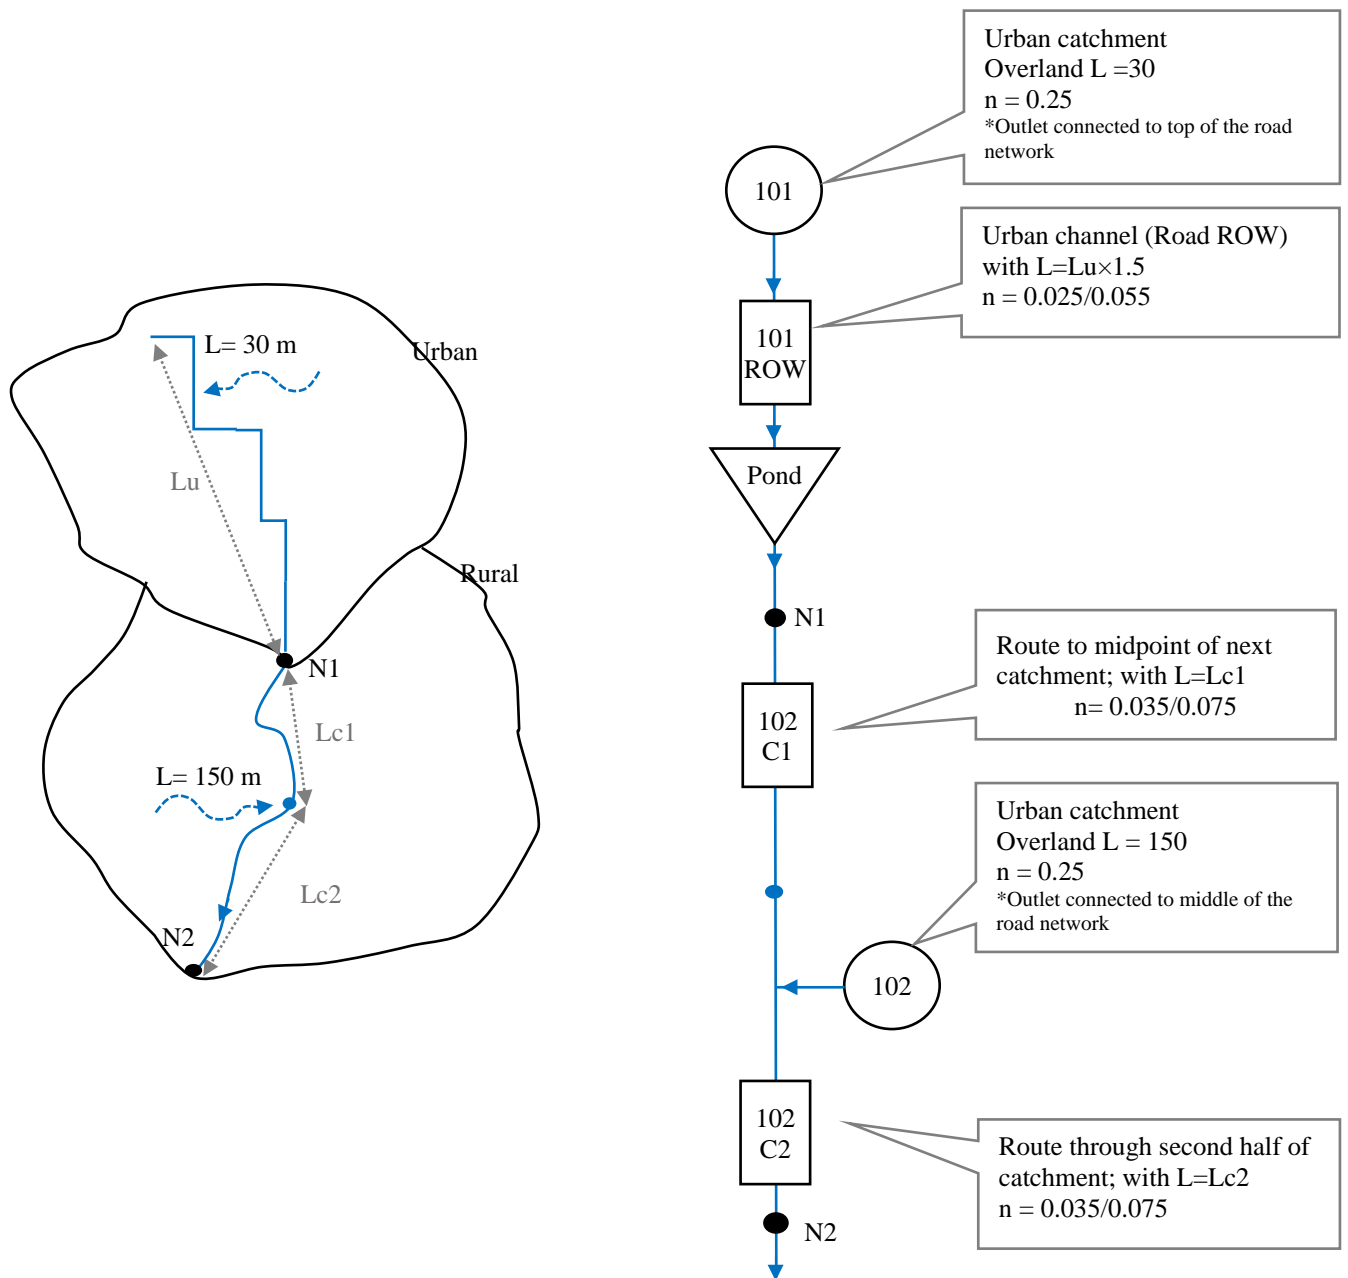 Urban catchment
Overland L =30
n = 0.25
*Outlet connected to top of the road
network
101
Urban channel (Road ROW)
with L=Lu×1.5
n = 0.025/0.055
101
ROW
L= 30 m
Urban
Lu
Pond
Rural
N1
N1
Route to midpoint of next
catchment; with L=Lc1
n= 0.035/0.075
102
C1
Lc1
L= 150 m
Urban catchment
Overland L = 150
n = 0.25
*Outlet connected to middle of the
road network
Lc2
N2
102
102
C2
Route through second half of
catchment; with L=Lc2
n = 0.035/0.075
N2